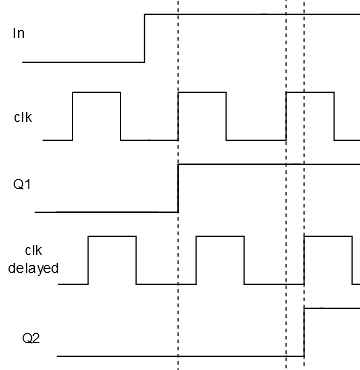 In
clk
Q1
clk
delayed
Q2